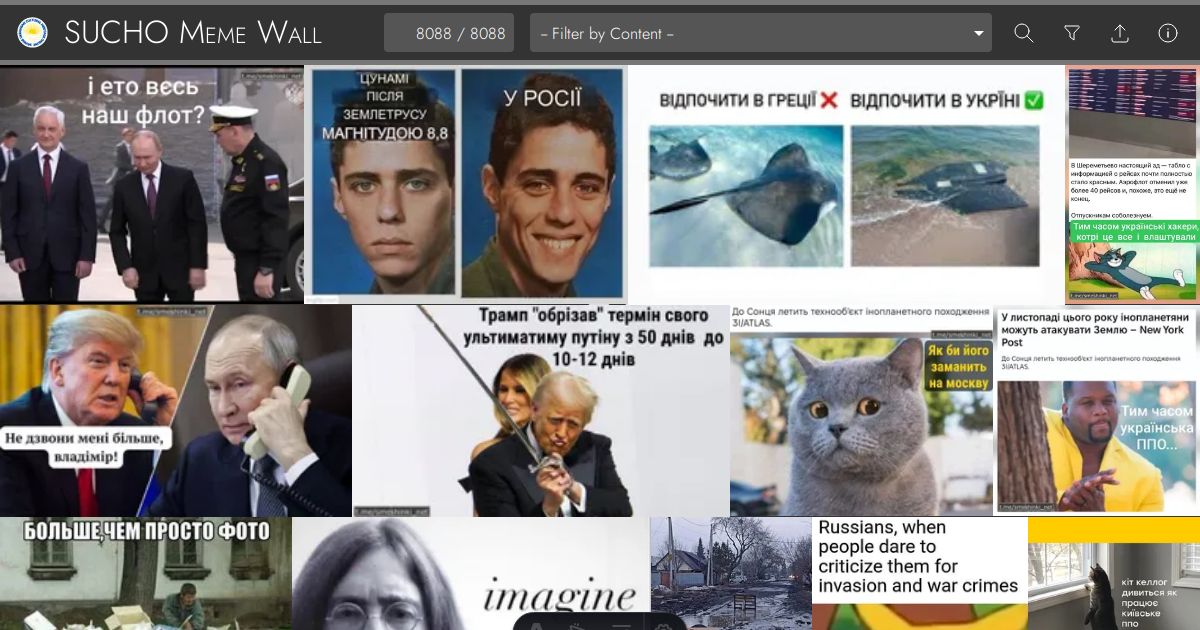 SUCHO Meme Wall
8088 / 8088
– Filter by Content –
і ето вєсь
наш флот?
t.me/smeshinki_net
ЦУНАМІ
ПІСЛЯ
ЗЕМЛЕТРУСУ
МАГНІТУДОЮ 8,8
У РОСІЇ
ВІДПОЧИТИ В ГРЕЦІЇ❌
ВІДПОЧИТИ В УКРЇНІ ✅
В Шереметьево настоящий ад — табло с
информацией о рейсах почти полностью
стало красным. Аэрофлот отменил уже
более 40 рейсов и, похоже, это ещё не
конец.
Отпускникам соболезнуем.
Тим часом українські хакери,
котрі це все і влаштували
t.me/smeshinki_net
t.me/smeshinki_net
Не дзвони мені більше,
владімір!
Трамп "обрізав" термін свого
ультиматиму путіну з 50 днів до
10-12 днів
t.me/smeshinki_net
До Сонця летить технооб'єкт інопланетного походження
3I/ATLAS.
t.me/smeshinki_net
Як би його
заманить
на москву
У листопаді цього року інопланетяни
можуть атакувати Землю – New York
Post
До Сонця летить технооб'єкт інопланетного походження
3I/ATLAS.
Тим часом
українська
ППО...
t.me/smeshinki_net
БОЛЬШЕ,ЧЕМ ПРОСТО ФОТО
imagine
Russians, when
people dare to
criticize them for
invasion and war crimes
кіт келлог
дивиться як
працює
київське
ппо